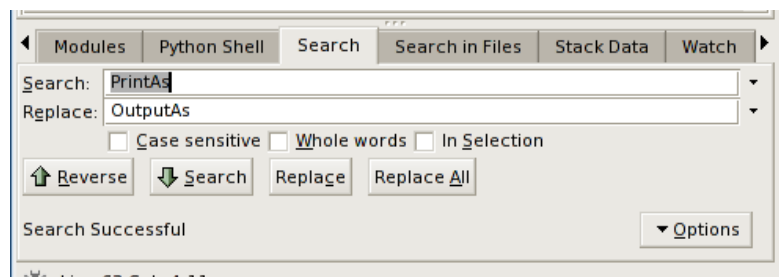 Modules Python Shell Search Search in Files Stack Data Watch
Search: PrintAs
Replace: OutputAs
Case sensitive Whole words In Selection
Reverse Search Replace Replace All
Search Successful Options